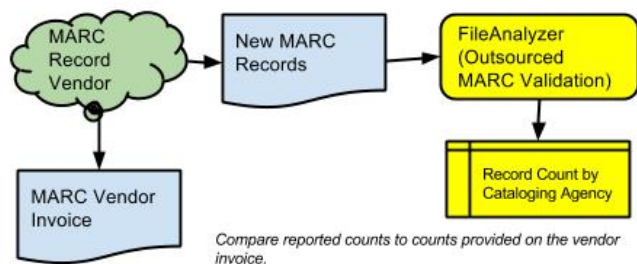 MARC
Record
Vendor
New MARC
Records
FileAnalyzer
(Outsourced
MARC Validation)
MARC Vendor
Invoice
Record Count by
Cataloging Agency
Compare reported counts to counts provided on the vendor
invoice.